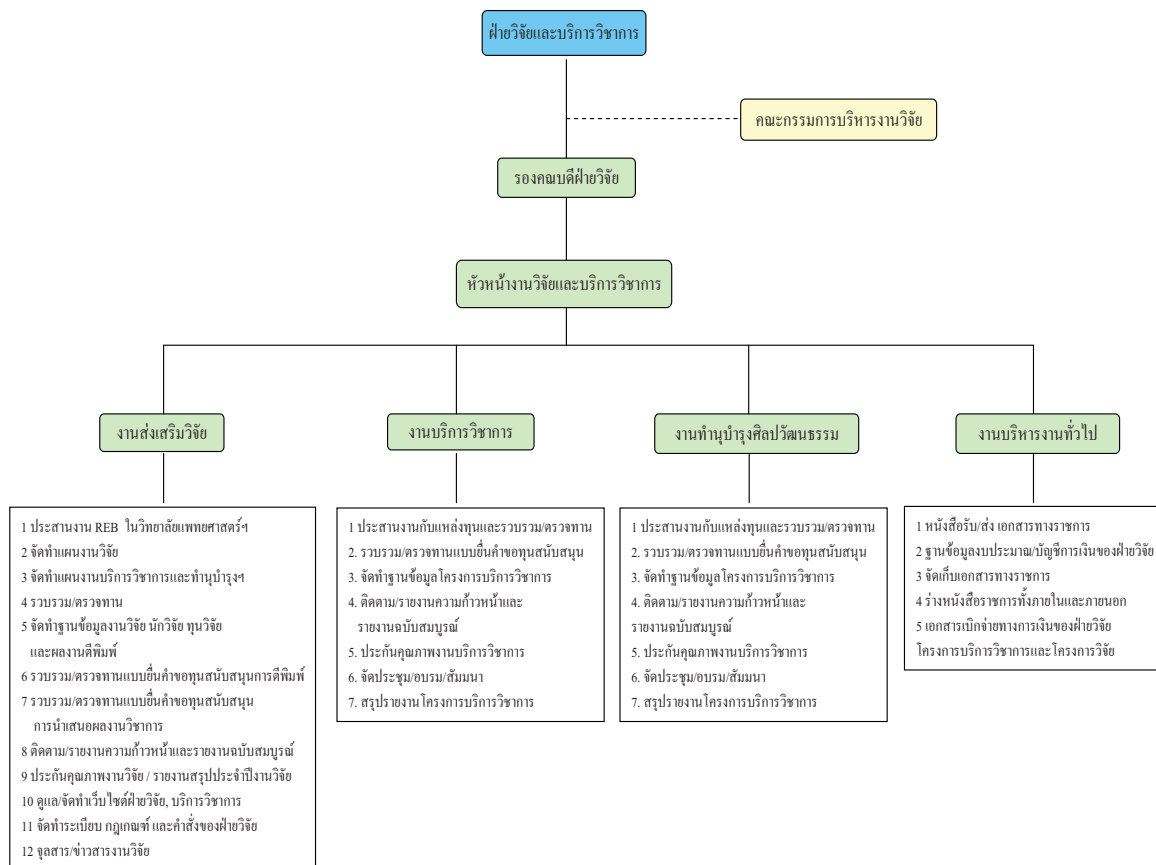 ฝ่ายวิจัยและบริการวิชาการ
คณะกรรมการบริหารงานวิจัย
รองคณบดีฝ่ายวิจัย
หัวหน้างานวิจัยและบริการวิชาการ
งานส่งเสริมวิจัย
1 ประสานงาน REB ในวิทยาลัยแพทยศาสตร์ฯ
2 จัดทำแผนงานวิจัย
3 จัดทำแผนงานบริการวิชาการและทำนุบำรุงฯ
4 รวบรวม/ตรวจทาน
5 จัดทำฐานข้อมูลงานวิจัย นักวิจัย ทุนวิจัย
และผลงานตีพิมพ์
6 รวบรวม/ตรวจทานแบบยื่นคำขอทุนสนับสนุนการตีพิมพ์
7 รวบรวม/ตรวจทานแบบยื่นคำขอทุนสนับสนุน
การนำเสนอผลงานวิชาการ
8 ติดตาม/รายงานความก้าวหน้าและรายงานฉบับสมบูรณ์
9 ประกันคุณภาพงานวิจัย / รายงานสรุปประจำปีงานวิจัย
10 ดูแล/จัดทำเว็บไซต์ฝ่ายวิจัย, บริการวิชาการ
11 จัดทำระเบียบ กฎเกณฑ์ และคำสั่งของฝ่ายวิจัย
12 จุลสาร/ข่าวสารงานวิจัย
งานบริการวิชาการ
1 ประสานงานกับแหล่งทุนและรวบรวม/ตรวจทาน
2. รวบรวม/ตรวจทานแบบยื่นคำขอทุนสนับสนุน
3. จัดทำฐานข้อมูลโครงการบริการวิชาการ
4. ติดตาม/รายงานความก้าวหน้าและ
รายงานฉบับสมบูรณ์
5. ประกันคุณภาพงานบริการวิชาการ
6. จัดประชุม/อบรม/สัมมนา
7. สรุปรายงานโครงการบริการวิชาการ
งานทำนุบำรุงศิลปวัฒนธรรม
1 ประสานงานกับแหล่งทุนและรวบรวม/ตรวจทาน
2. รวบรวม/ตรวจทานแบบยื่นคำขอทุนสนับสนุน
3. จัดทำฐานข้อมูลโครงการบริการวิชาการ
4. ติดตาม/รายงานความก้าวหน้าและ
รายงานฉบับสมบูรณ์
5. ประกันคุณภาพงานบริการวิชาการ
6. จัดประชุม/อบรม/สัมมนา
7. สรุปรายงานโครงการบริการวิชาการ
งานบริหารงานทั่วไป
1 หนังสือรับ/ส่ง เอกสารทางราชการ
2 ฐานข้อมูลงบประมาณ/บัญชีการเงินของฝ่ายวิจัย
3 จัดเก็บเอกสารทางราชการ
4 ร่างหนังสือราชการทั้งภายในและภายนอก
5 เอกสารเบิกจ่ายทางการเงินของฝ่ายวิจัย
โครงการบริการวิชาการและโครงการวิจัย